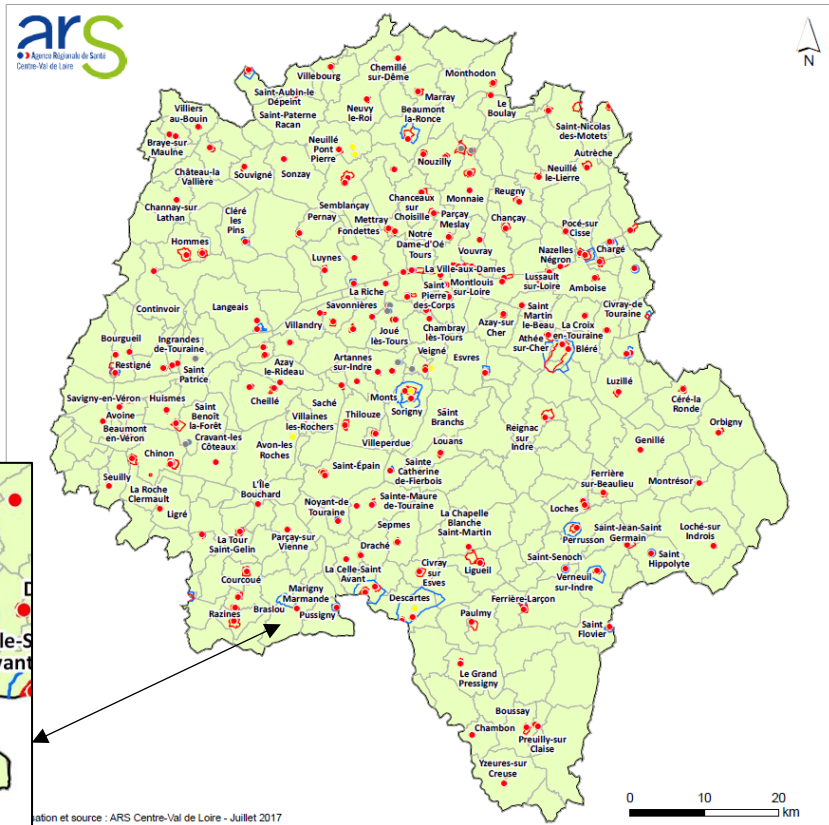 ars
Agence Régionale de Santé
Centre-Val de Loire
N
Villebourg
Chemillé
sur-Dême
Monthodon
Saint-Aubin-le
Dépeint
Marray
Le
Boulay
Villiers
au-Bouin
Saint-Paterne
Racan
Neuvy
le-Roi
Beaumont
la-Ronce
Saint-Nicolas
des-Motets
Braye-sur
Maulne
Neuillé
Pont
Pierre
Nouzilly
Autrèche
Neuillé
le-Lierre
Château-la
Vallière
Souvigné
Sonzay
Channay-sur
Lathan
Cléré
les
Pins
Semblançay
Pernay
Chanceaux
sur
Choisille
Monnaie
Reugny
Mettray
Fondettes
Parçay
Meslay
Chançay
Pocé-sur
Cisse
Hommes
Notre
Dame-d'Oé
Tours
Vouvray
Nazelles
Négron
Chargé
Luynes
La Ville-aux-Dames
La Riche
Saint
Pierre
des-Corps
Montlouis
sur-Loire
Lussault
sur-Loire
Amboise
Continvoir
Langeais
Savonnières
Villandry
Joué
lès-Tours
Chambray
lès-Tours
Azay-sur
Cher
Saint
Martin
le-Beau
La Croix
en-Touraine
Civray-de
Touraine
Athée
sur-Cher
Bléré
Bourgueil
Ingrandes
de-Touraine
Restigné
Saint
Patrice
Azay
le-Rideau
Artannes
sur-Indre
Veigné
Esvres
Luzillé
Céré-la
Ronde
Savigny-en-Véron
Huismes
Cheillé
Saché
Monts
Sorigny
Saint
Branchs
Avoine
Beaumont
en-Véron
Saint
Benoît
la-Forêt
Villaines
les-Rochers
Thilouze
Reignac
sur
Indre
Orbigny
Cravant-les
Côteaux
Avon-les
Roches
Villeperdue
Louans
Genillé
Chinon
Seuilly
La Roche
Clermault
L'Île
Bouchard
Saint-Épain
Sainte
Catherine
de-Fierbois
Ferrière
sur-Beaulieu
Montrésor
Ligré
Noyant-de
Touraine
Sainte-Maure
de-Touraine
Loches
La Tour
Saint-Gelin
Parçay-sur
Vienne
Sepmes
La Chapelle
Blanche
Saint-Martin
Perrusson
Saint-Jean-Saint
Germain
Loché-sur
Indrois
Draché
Saint-Senoch
Saint
Hippolyte
Courcoué
La Celle-Saint
Avant
Civray
sur
Esves
Ligueil
Verneuil
sur-Indre
Razines
Braslou
Marigny
Marmande
Pussigny
Descartes
Ferrière-Larçon
Paulmy
Saint
Flovier
le-S
vant
Le Grand
Pressigny
Boussay
Chambon
Preuilly-sur
Claise
Yzeures-sur
Creuse
0 10 20
km
et source : ARS Centre-Val de Loire - Juillet 2017